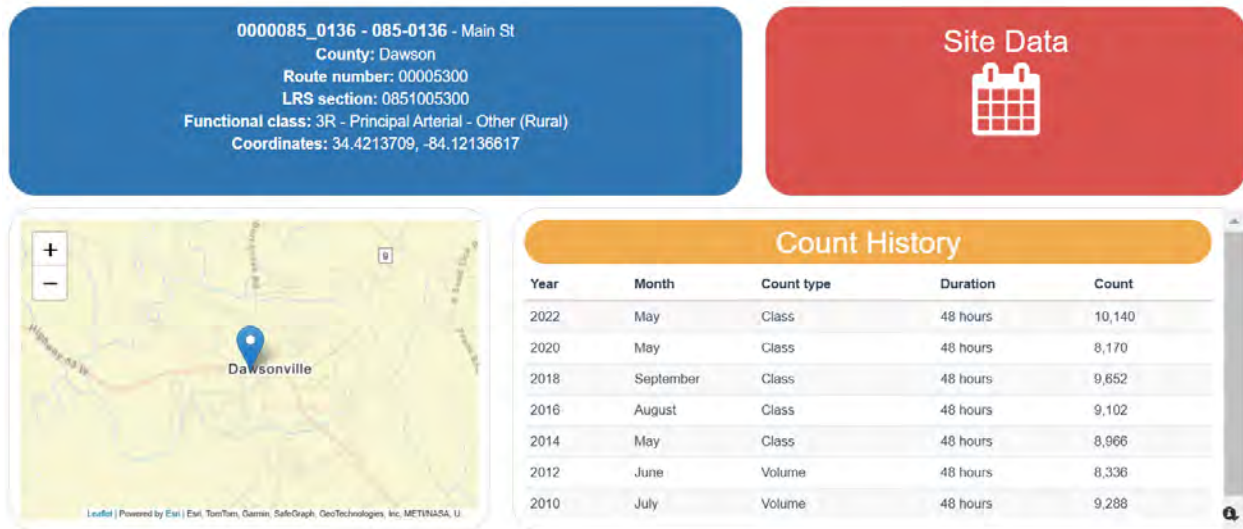 0000085_0136 - 085-0136 - Main St
County: Dawson
Route number: 00005300
LRS section: 0851005300
Functional class: 3R - Principal Arterial - Other (Rural)
Coordinates: 34.4213709, -84.12136617
Site Data
+
−
9
Highway 53 W
Dawsonville
Leaflet | Powered by Esri | Esri, TomTom, Garmin, SafeGraph, GeoTechnologies, Inc, METI/NASA, U
Count History
Year Month Count type Duration Count
2022 May Class 48 hours 10,140
2020 May Class 48 hours 8,170
2018 September Class 48 hours 9,652
2016 August Class 48 hours 9,102
2014 May Class 48 hours 8,966
2012 June Volume 48 hours 8,336
2010 July Volume 48 hours 9,288